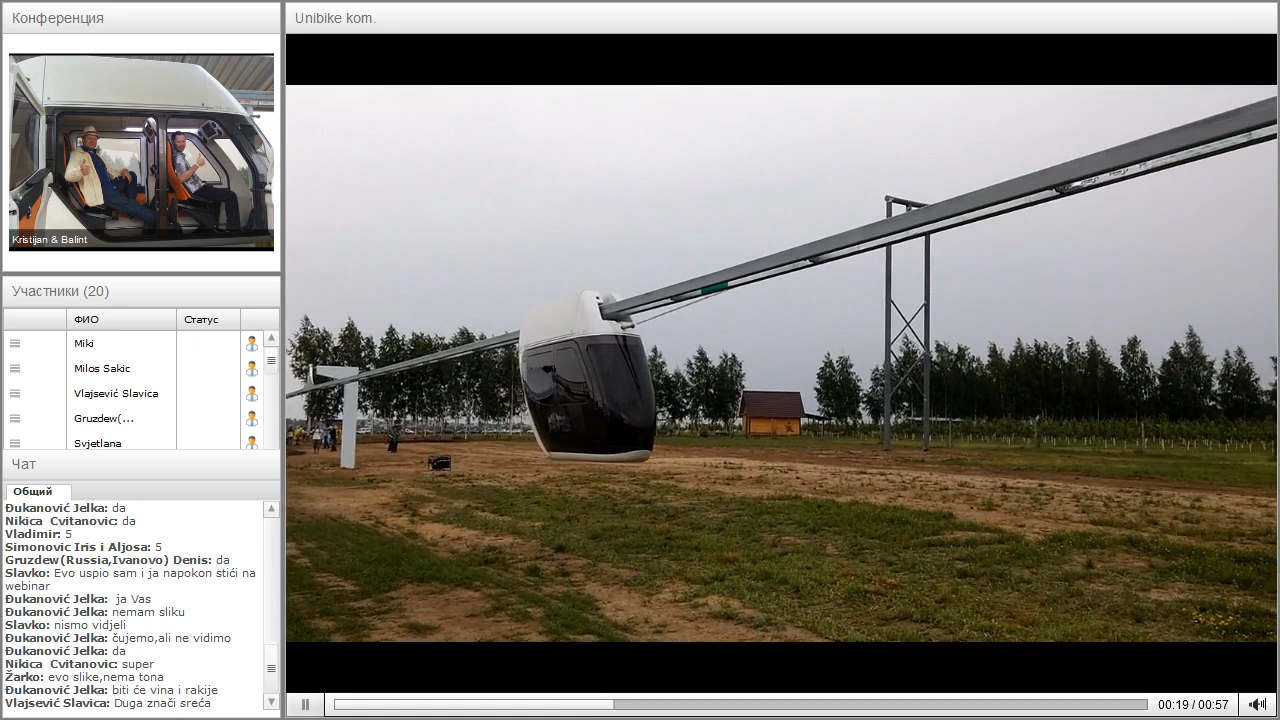 Конференция
Kristijan & Balint
Участники (20)
ФИО Статус
Miki
Milos Sakic
Vlajsević Slavica
Gruzdew(...
Svjetlana
Чат
Общий
Đukanović Jelka: da
Nikica Cvitanovic: da
Vladimir: 5
Simonovic Iris i Aljosa: 5
Gruzdew(Russia,Ivanovo) Denis: da
Slavko: Evo uspio sam i ja napokon stići na
webinar
Đukanović Jelka: ja Vas
Đukanović Jelka: nemam sliku
Slavko: nismo vidjeli
Đukanović Jelka: čujemo,ali ne vidimo
Đukanović Jelka: da
Nikica Cvitanovic: super
Žarko: evo slike,nema tona
Đukanović Jelka: biti će vina i rakije
Vlajsević Slavica: Duga znači sreća
Unibike kom.
00:19 / 00:57